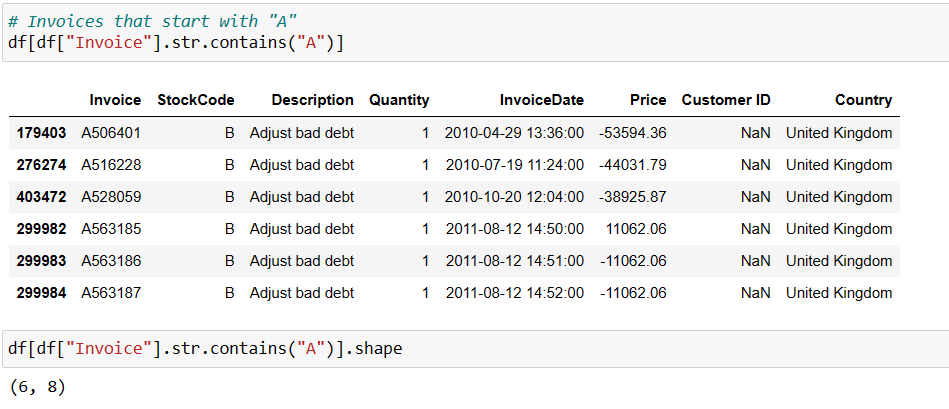 # Invoices that start with "A"
df[df["Invoice"].str.contains("A")]
Invoice StockCode Description Quantity InvoiceDate Price Customer ID Country
179403 A506401 B Adjust bad debt 1 2010-04-29 13:36:00 -53594.36 NaN United Kingdom
276274 A516228 B Adjust bad debt 1 2010-07-19 11:24:00 -44031.79 NaN United Kingdom
403472 A528059 B Adjust bad debt 1 2010-10-20 12:04:00 -38925.87 NaN United Kingdom
299982 A563185 B Adjust bad debt 1 2011-08-12 14:50:00 11062.06 NaN United Kingdom
299983 A563186 B Adjust bad debt 1 2011-08-12 14:51:00 -11062.06 NaN United Kingdom
299984 A563187 B Adjust bad debt 1 2011-08-12 14:52:00 -11062.06 NaN United Kingdom
df[df["Invoice"].str.contains("A")].shape
(6, 8)